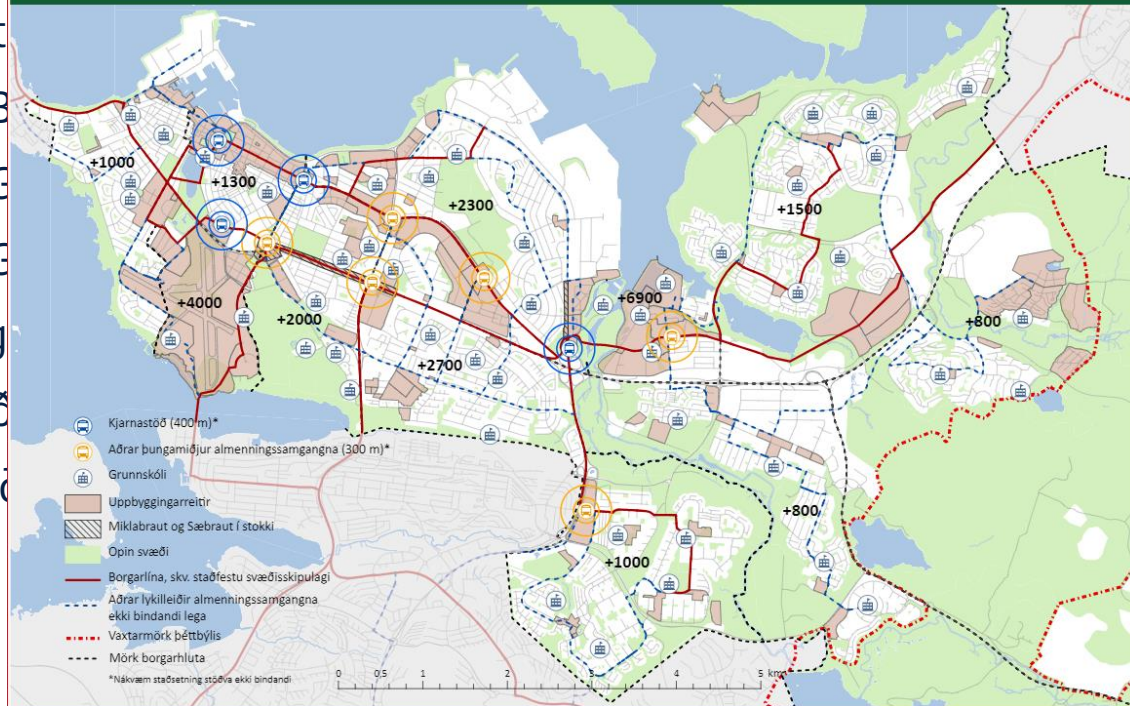 +1000
+1300
+2300
+1500
+4000
+2000
+6900
+800
+2700
+800
+1000
Kjarnastöð (400 m)*
Aðrar þungamiðjur almenningssamgangna (300 m)*
Grunnskóli
Uppbyggingarreitir
Miklabraut og Sæbraut í stokki
Opin svæði
Borgarlína, skv. staðfestu svæðisskipulagi
Aðrar lykilleiðir almenningssamgangna
ekki bindandi lega
Vaxtarmörk þéttbýlis
Mörk borgarhluta
*Nákvæm staðsetning stöðva ekki bindandi
0 0,5 1 2 3 4 5 km